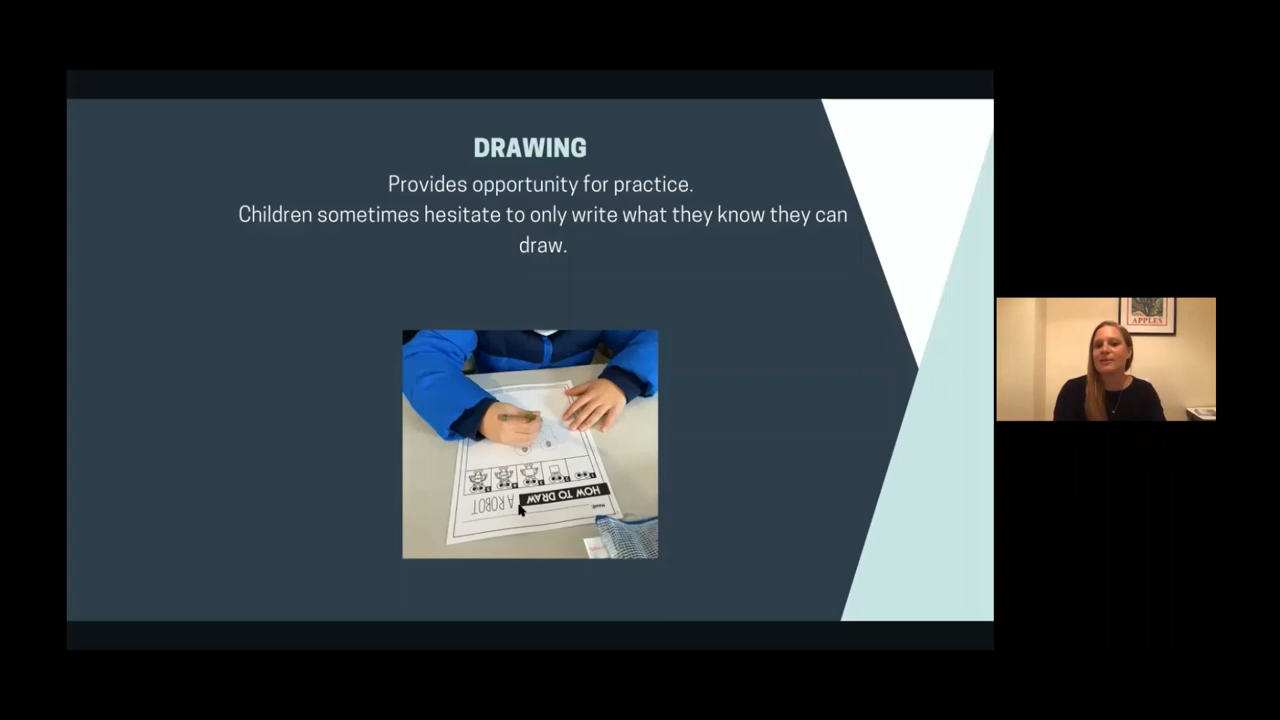 DRAWING
Provides opportunity for practice.
Children sometimes hesitate to only write what they know they can
draw.
HOW TO DRAW A ROBOT
APPLES